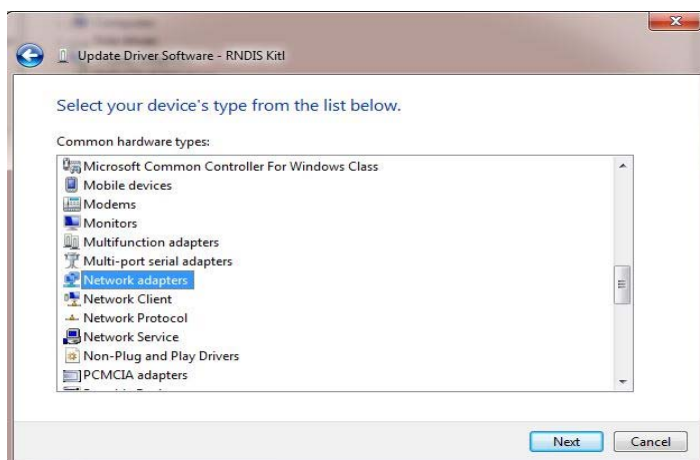 Update Driver Software - RNDIS Kitl
Select your device's type from the list below.
Common hardware types:
Microsoft Common Controller For Windows Class
Mobile devices
Modems
Monitors
Multifunction adapters
Multi-port serial adapters
Network adapters
Network Client
Network Protocol
Network Service
Non-Plug and Play Drivers
PCMCIA adapters
Next
Cancel